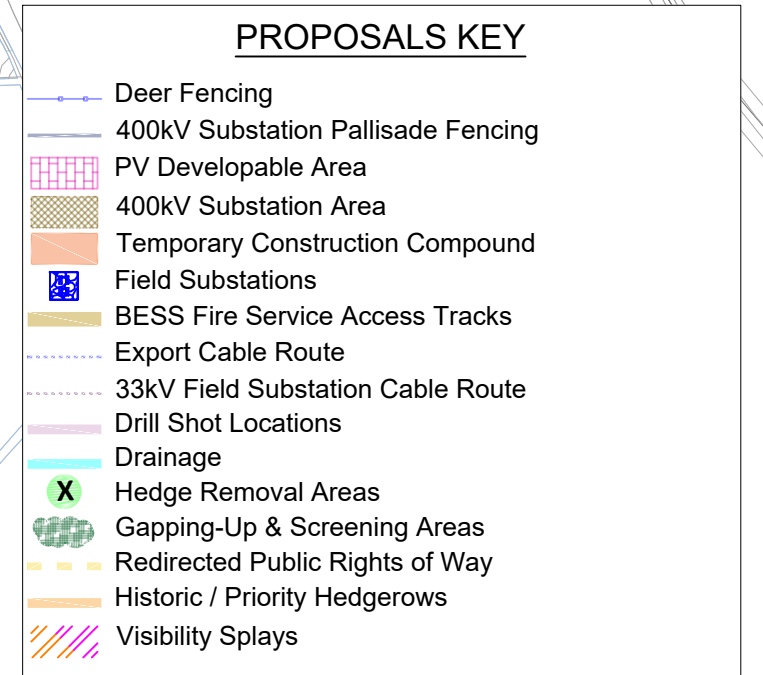 PROPOSALS KEY
Deer Fencing
400kV Substation Pallisade Fencing
PV Developable Area
400kV Substation Area
Temporary Construction Compound
Field Substations
BESS Fire Service Access Tracks
Export Cable Route
33kV Field Substation Cable Route
Drill Shot Locations
Drainage
X Hedge Removal Areas
Gapping-Up & Screening Areas
Redirected Public Rights of Way
Historic / Priority Hedgerows
Visibility Splays